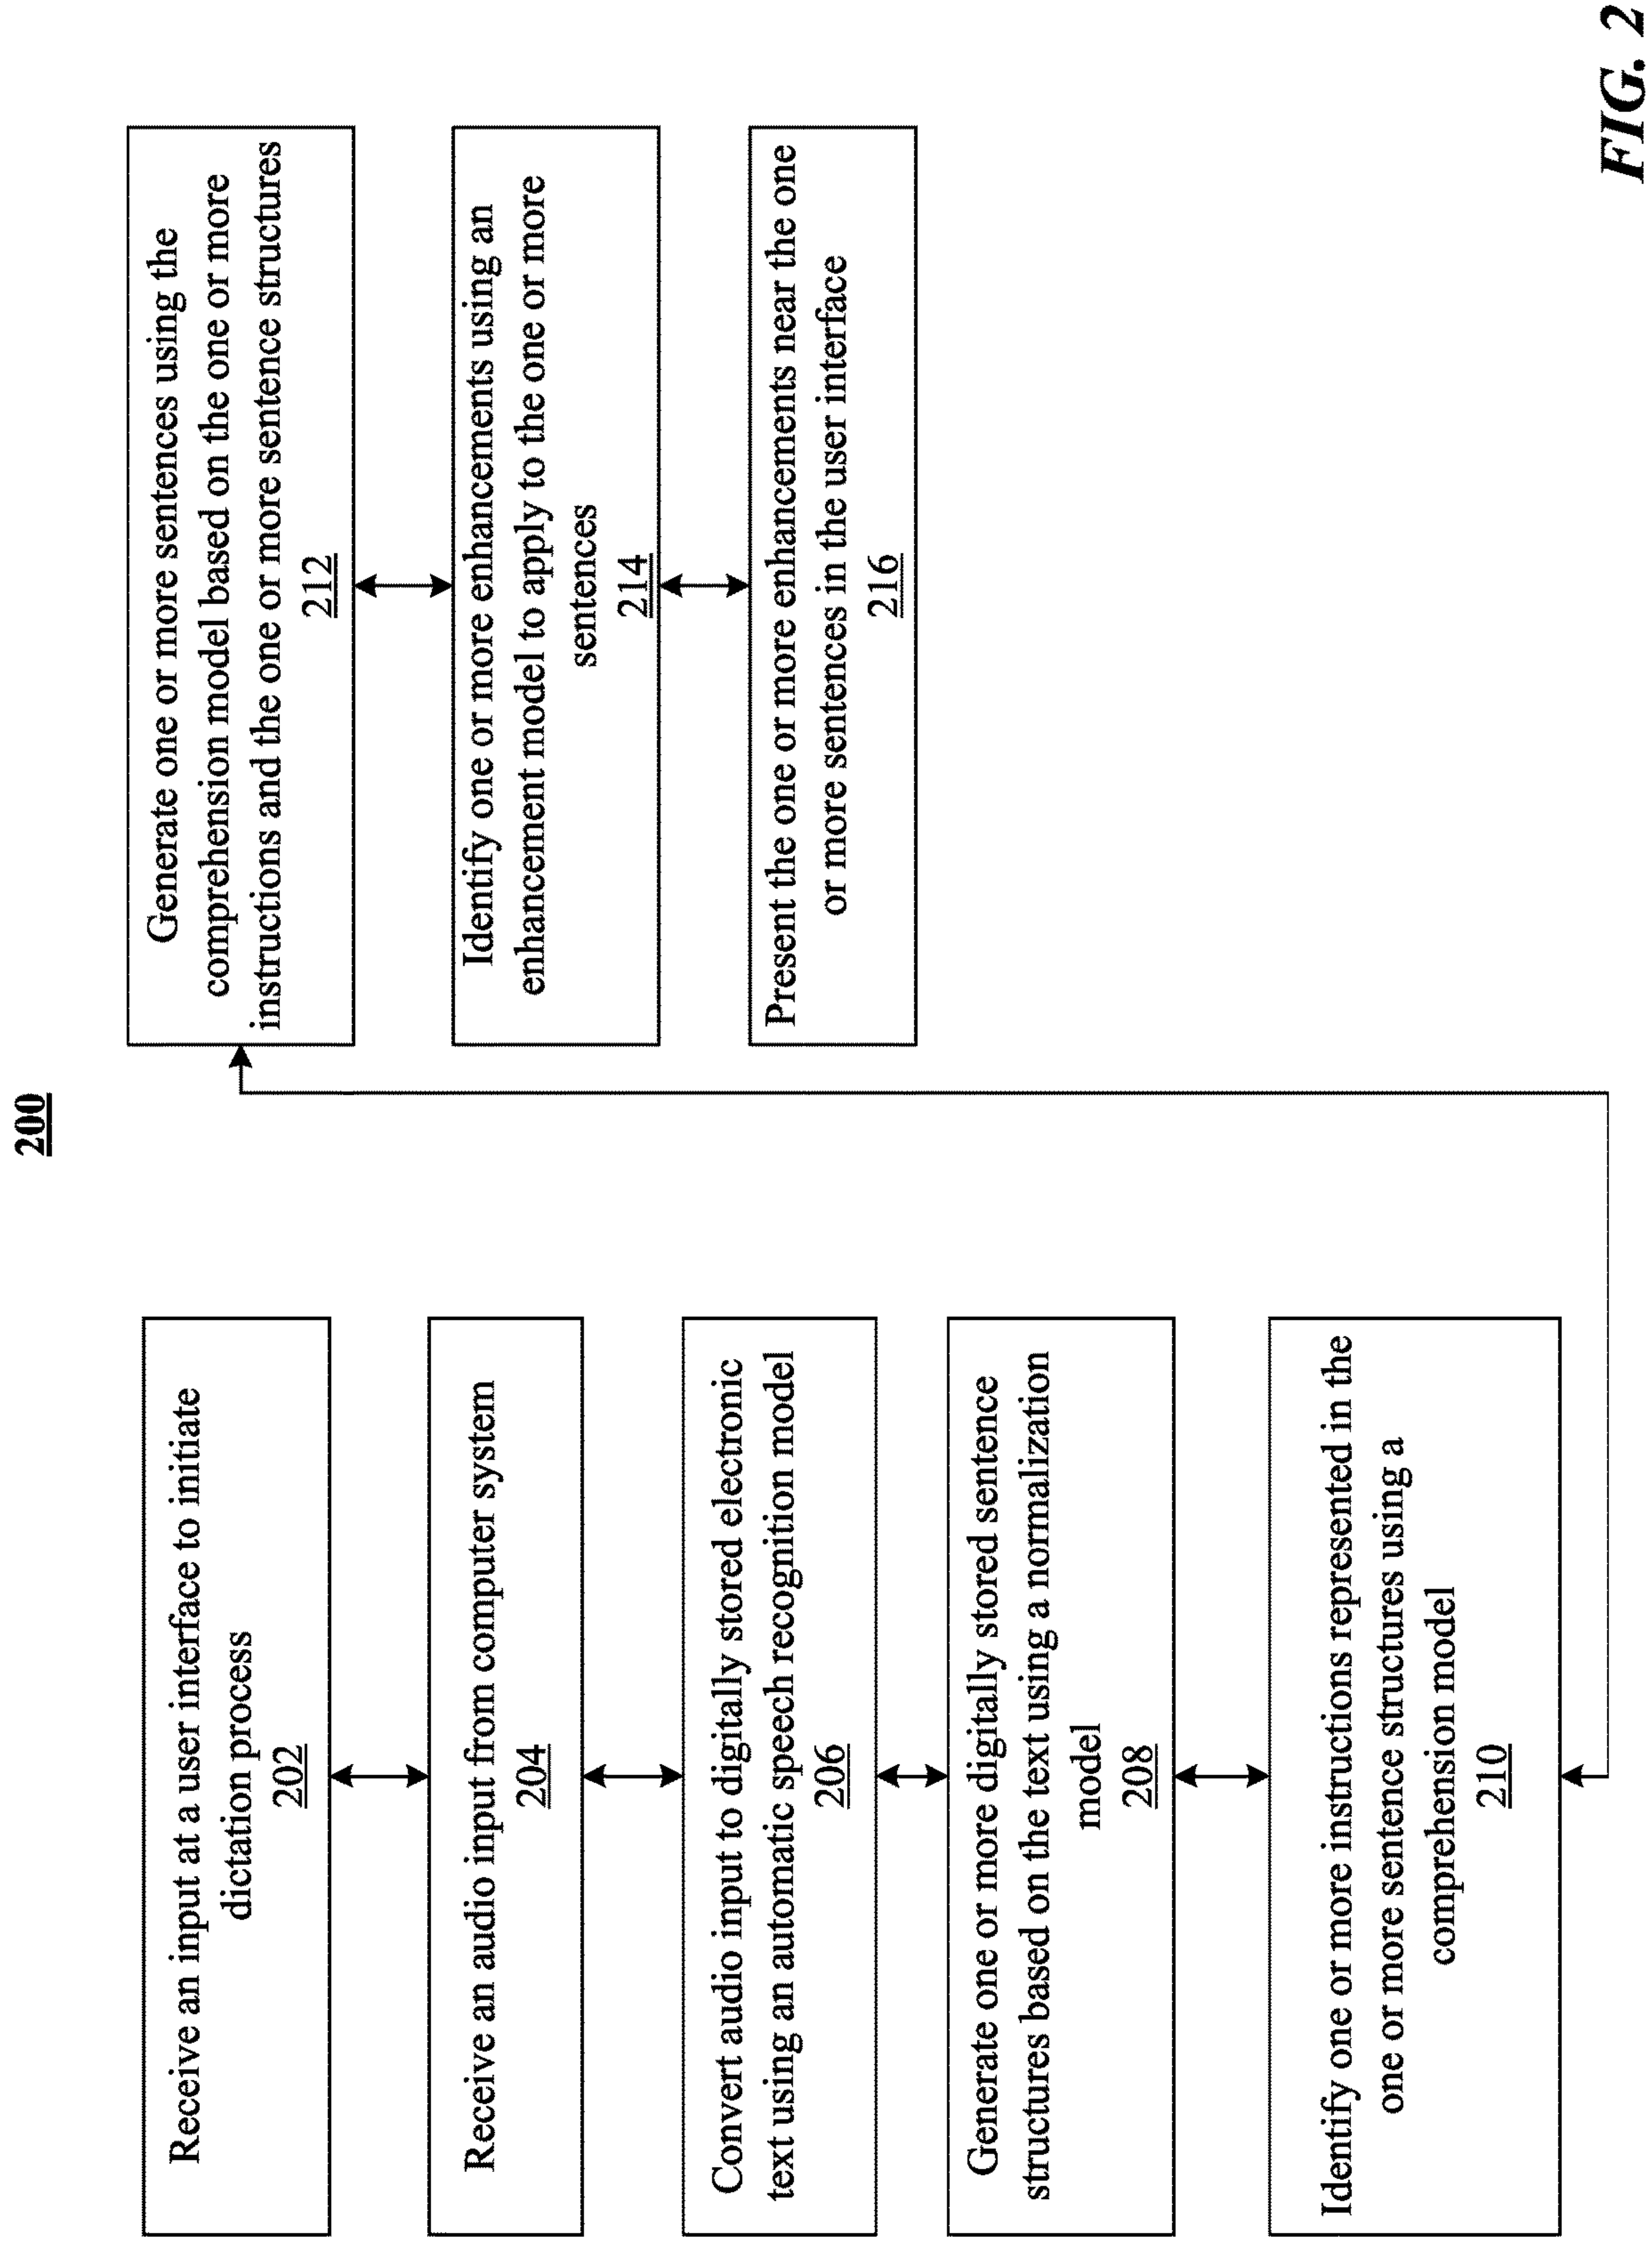 200
Receive an input at a user interface to initiate
dictation process
202
Receive an audio input from computer system
204
Convert audio input to digitally stored electronic
text using an automatic speech recognition model
206
Generate one or more digitally stored sentence
structures based on the text using a normalization
model
208
Identify one or more instructions represented in the
one or more sentence structures using a
comprehension model
210
Generate one or more sentences using the
comprehension model based on the one or more
instructions and the one or more sentence structures
212
Identify one or more enhancements using an
enhancement model to apply to the one or more
sentences
214
Present the one or more enhancements near the one
or more sentences in the user interface
216
FIG. 2